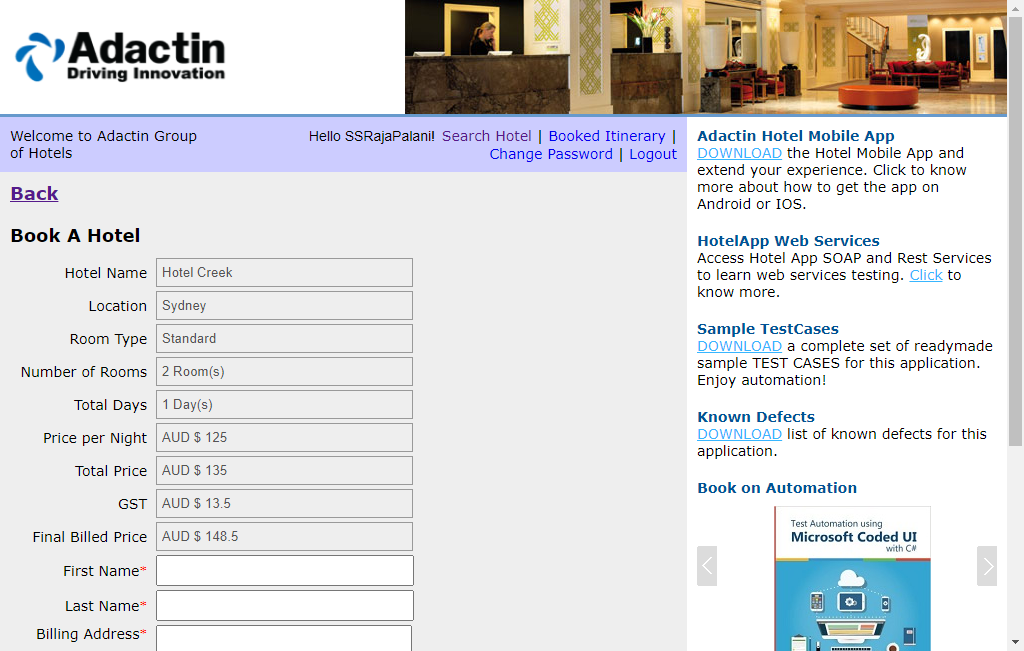 Adactin
Driving Innovation
Welcome to Adactin Group
of Hotels
Hello SSRajaPalani! Search Hotel | Booked Itinerary |
Change Password | Logout
Back
Book A Hotel
Hotel Name Hotel Creek
Location Sydney
Room Type Standard
Number of Rooms 2 Room(s)
Total Days 1 Day(s)
Price per Night AUD $ 125
Total Price AUD $ 135
GST AUD $ 13.5
Final Billed Price AUD $ 148.5
First Name*
Last Name*
Billing Address*
Adactin Hotel Mobile App
DOWNLOAD the Hotel Mobile App and
extend your experience. Click to know
more about how to get the app on
Android or IOS.
HotelApp Web Services
Access Hotel App SOAP and Rest Services
to learn web services testing. Click to
know more.
Sample TestCases
DOWNLOAD a complete set of readymade
sample TEST CASES for this application.
Enjoy automation!
Known Defects
DOWNLOAD list of known defects for this
application.
Book on Automation
Test Automation using
Microsoft Coded UI
with C#